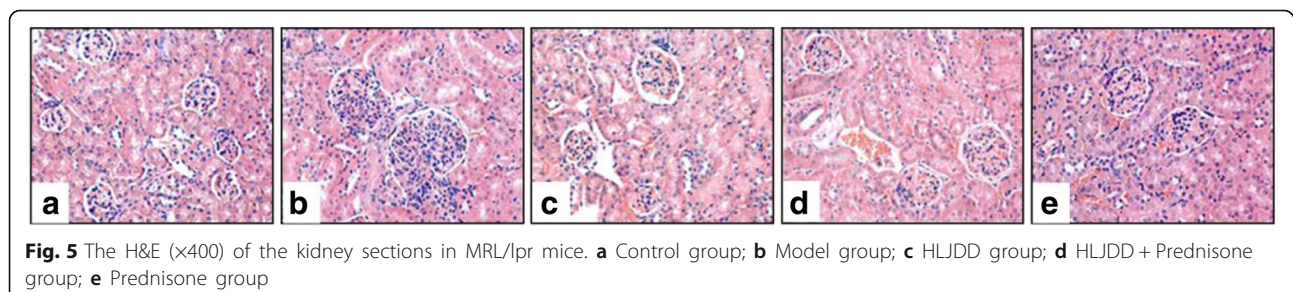 a b c d e
Fig. 5 The H&E (×400) of the kidney sections in MRL/lpr mice. a Control group; b Model group; c HLJDD group; d HLJDD + Prednisone
group; e Prednisone group